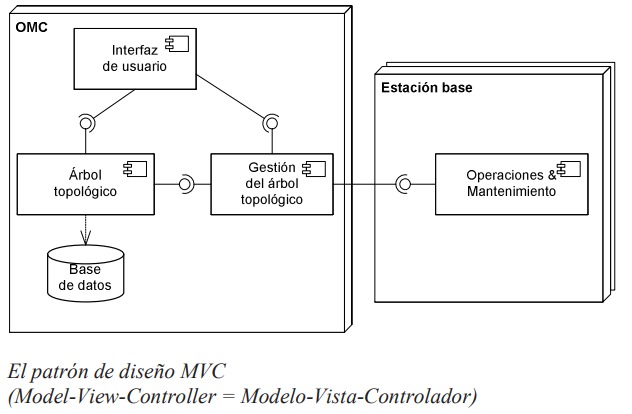 OMC
Interfaz
de usuario
Estación base
Árbol
topológico
Gestión
del árbol
topológico
Operaciones &
Mantenimiento
Base
de datos
El patrón de diseño MVC
(Model-View-Controller = Modelo-Vista-Controlador)